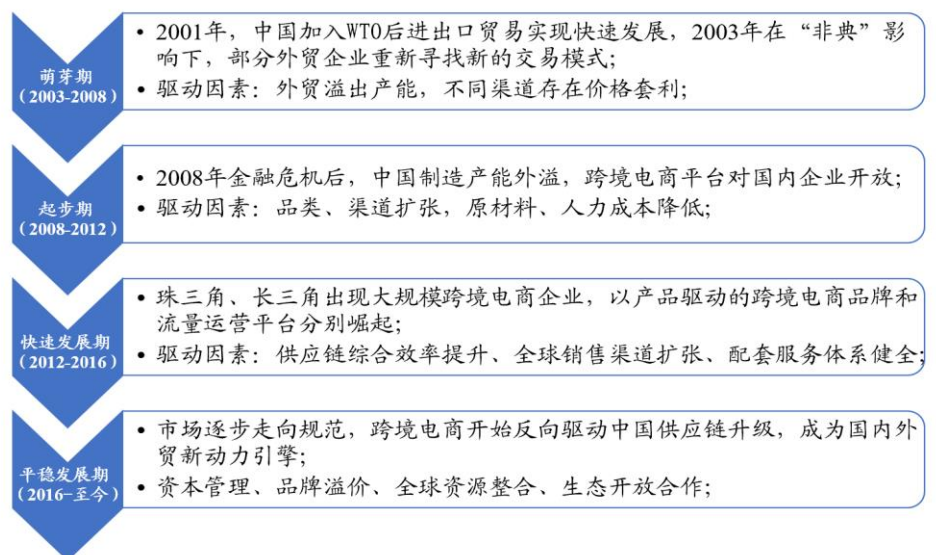 萌芽期
（2003-2008）
• 2001年，中国加入WTO后进出口贸易实现快速发展，2003年在“非典”影
响下，部分外贸企业重新寻找新的交易模式；
• 驱动因素：外贸溢出产能，不同渠道存在价格套利；
起步期
（2008-2012）
• 2008年金融危机后，中国制造产能外溢，跨境电商平台对国内企业开放；
• 驱动因素：品类、渠道扩张，原材料、人力成本降低；
快速发展期
（2012-2016）
• 珠三角、长三角出现大规模跨境电商企业，以产品驱动的跨境电商品牌和
流量运营平台分别崛起；
• 驱动因素：供应链综合效率提升、全球销售渠道扩张、配套服务体系健全；
平稳发展期
（2016-至今）
• 市场逐步走向规范，跨境电商开始反向驱动中国供应链升级，成为国内外
贸新动力引擎；
• 资本管理、品牌溢价、全球资源整合、生态开放合作；